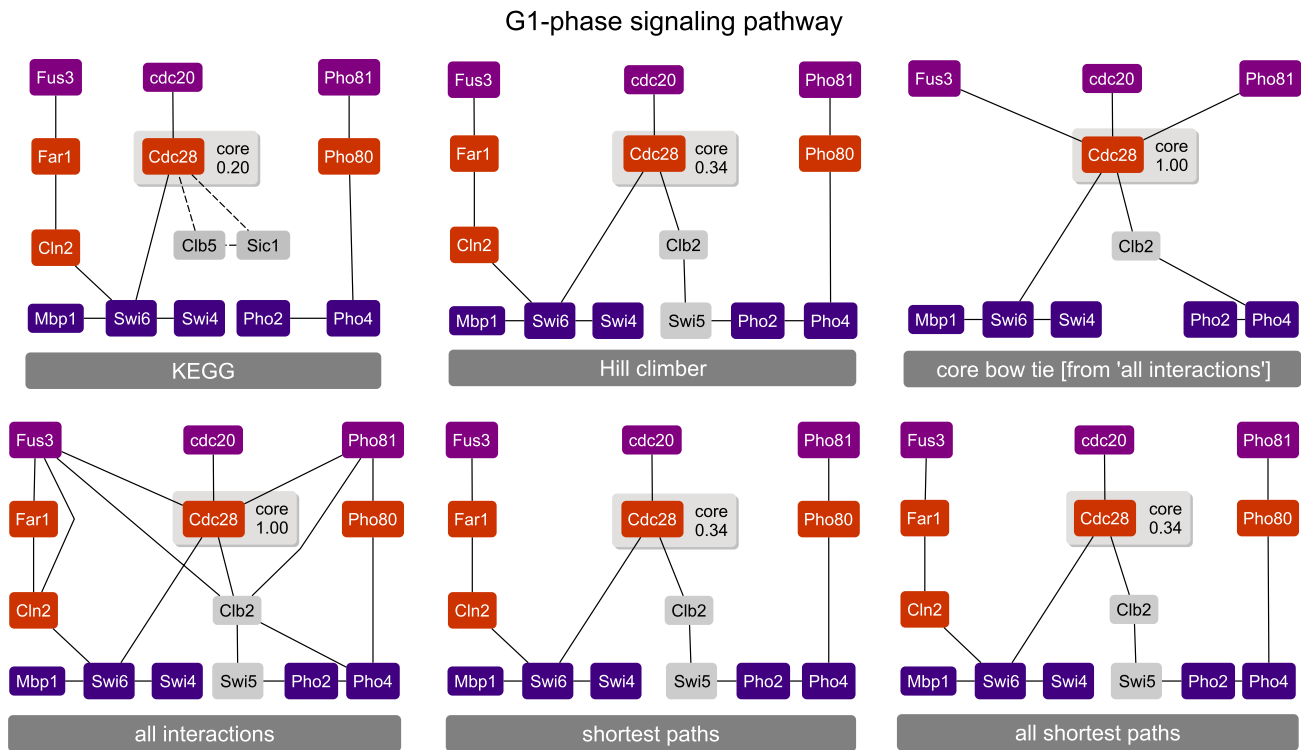 G1-phase signaling pathway
Fus3
cdc20
Pho81
Far1
Cdc28
core
0.20
Pho80
Cln2
Clb5
Sic1
Mbp1
Swi6
Swi4
Pho2
Pho4
KEGG
Fus3
cdc20
Pho81
Far1
Cdc28
core
0.34
Pho80
Cln2
Clb2
Mbp1
Swi6
Swi4
Swi5
Pho2
Pho4
Hill climber
Fus3
cdc20
Pho81
Cdc28
core
1.00
Clb2
Mbp1
Swi6
Swi4
Pho2
Pho4
core bow tie [from 'all interactions']
Fus3
cdc20
Pho81
Far1
Cdc28
core
1.00
Pho80
Cln2
Clb2
Mbp1
Swi6
Swi4
Swi5
Pho2
Pho4
all interactions
Fus3
cdc20
Pho81
Far1
Cdc28
core
0.34
Pho80
Cln2
Clb2
Mbp1
Swi6
Swi4
Swi5
Pho2
Pho4
shortest paths
Fus3
cdc20
Pho81
Far1
Cdc28
core
0.34
Pho80
Cln2
Clb2
Mbp1
Swi6
Swi4
Swi5
Pho2
Pho4
all shortest paths